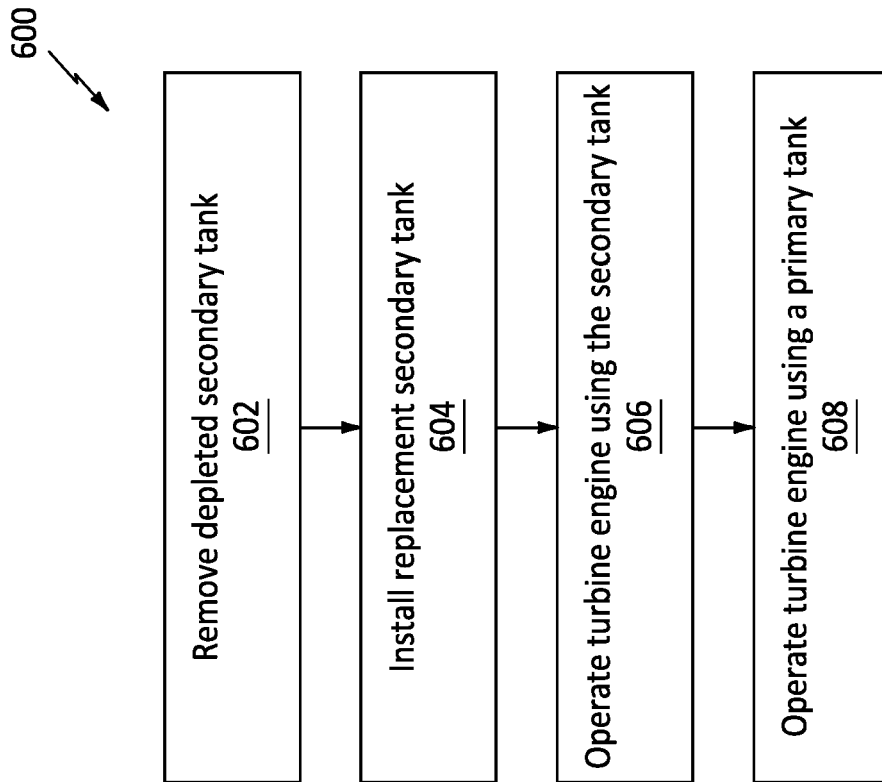 600
Remove depleted secondary tank
602
Install replacement secondary tank
604
Operate turbine engine using the secondary tank
606
Operate turbine engine using a primary tank
608